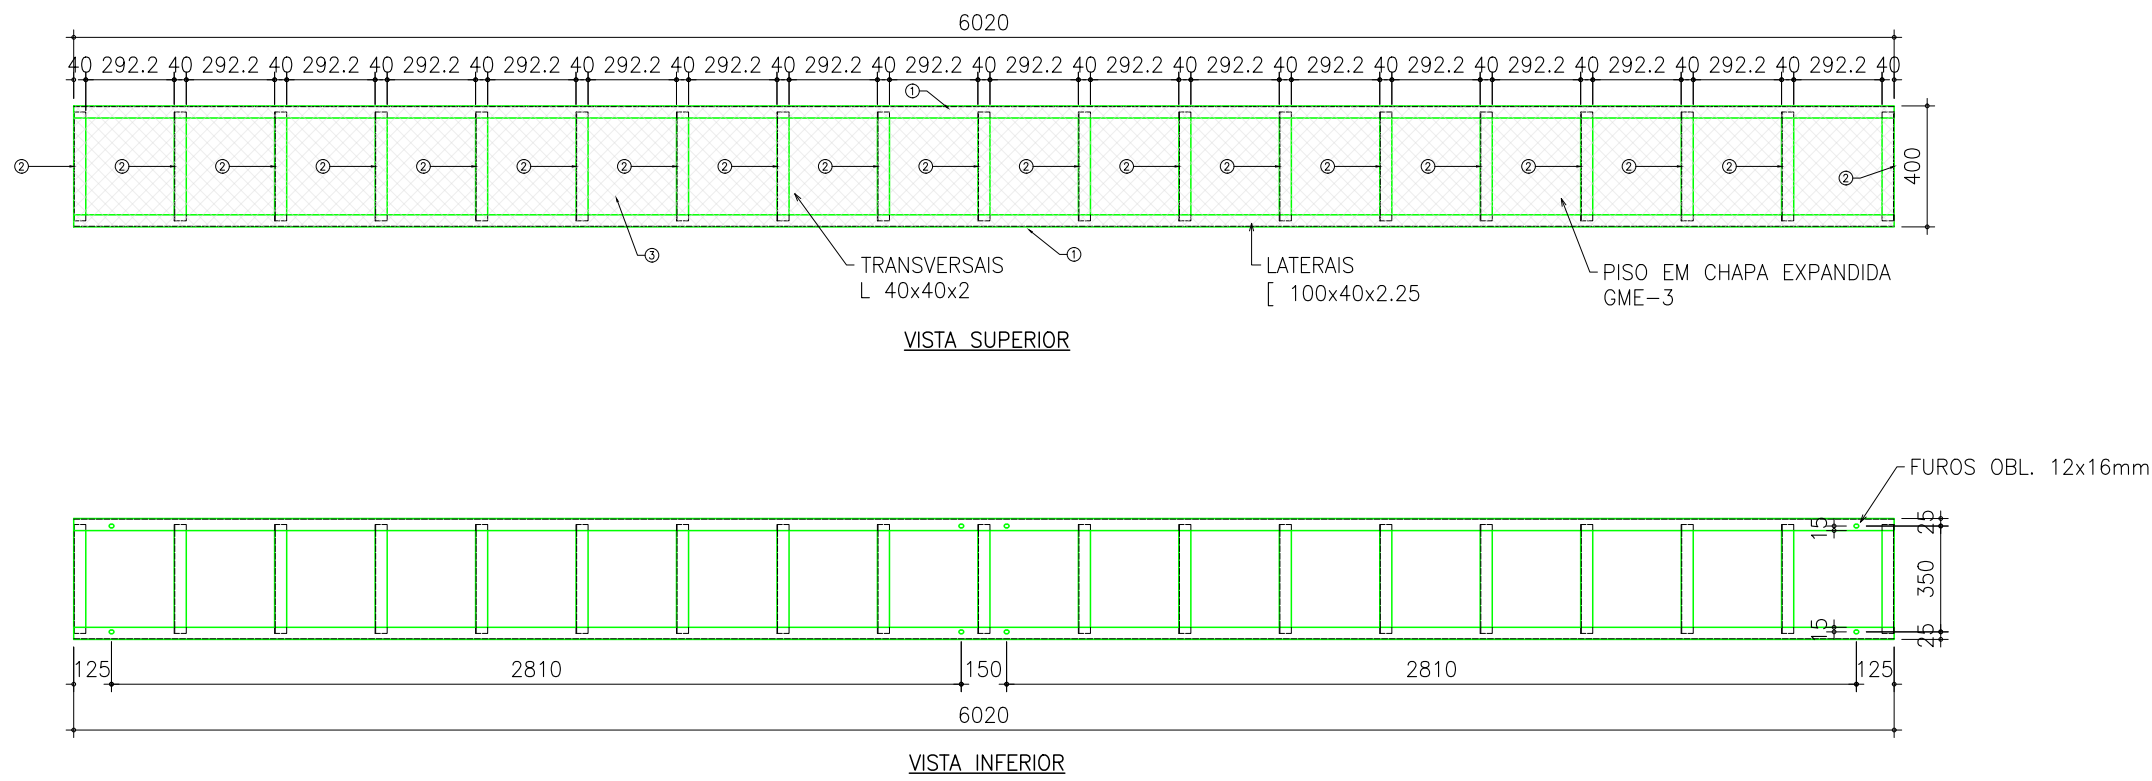 6020
40 292.2 40 292.2 40 292.2 40 292.2 40 292.2 40 292.2 40 292.2 40 292.2 40 292.2 40 292.2 40 292.2 40 292.2 40 292.2 40 292.2 40 292.2 40 292.2 40 292.2 40 292.2 40
1
2 2 2 2 2 2 2 2 2 2 2 2 2 2 2 2 2 2 2
400
3
1
TRANSVERSAIS
L 40x40x2
LATERAIS
[ 100x40x2.25
PISO EM CHAPA EXPANDIDA
GME-3
VISTA SUPERIOR
FUROS OBL. 12x16mm
15
25
350
15
25
125 2810 150 2810 125
6020
VISTA INFERIOR